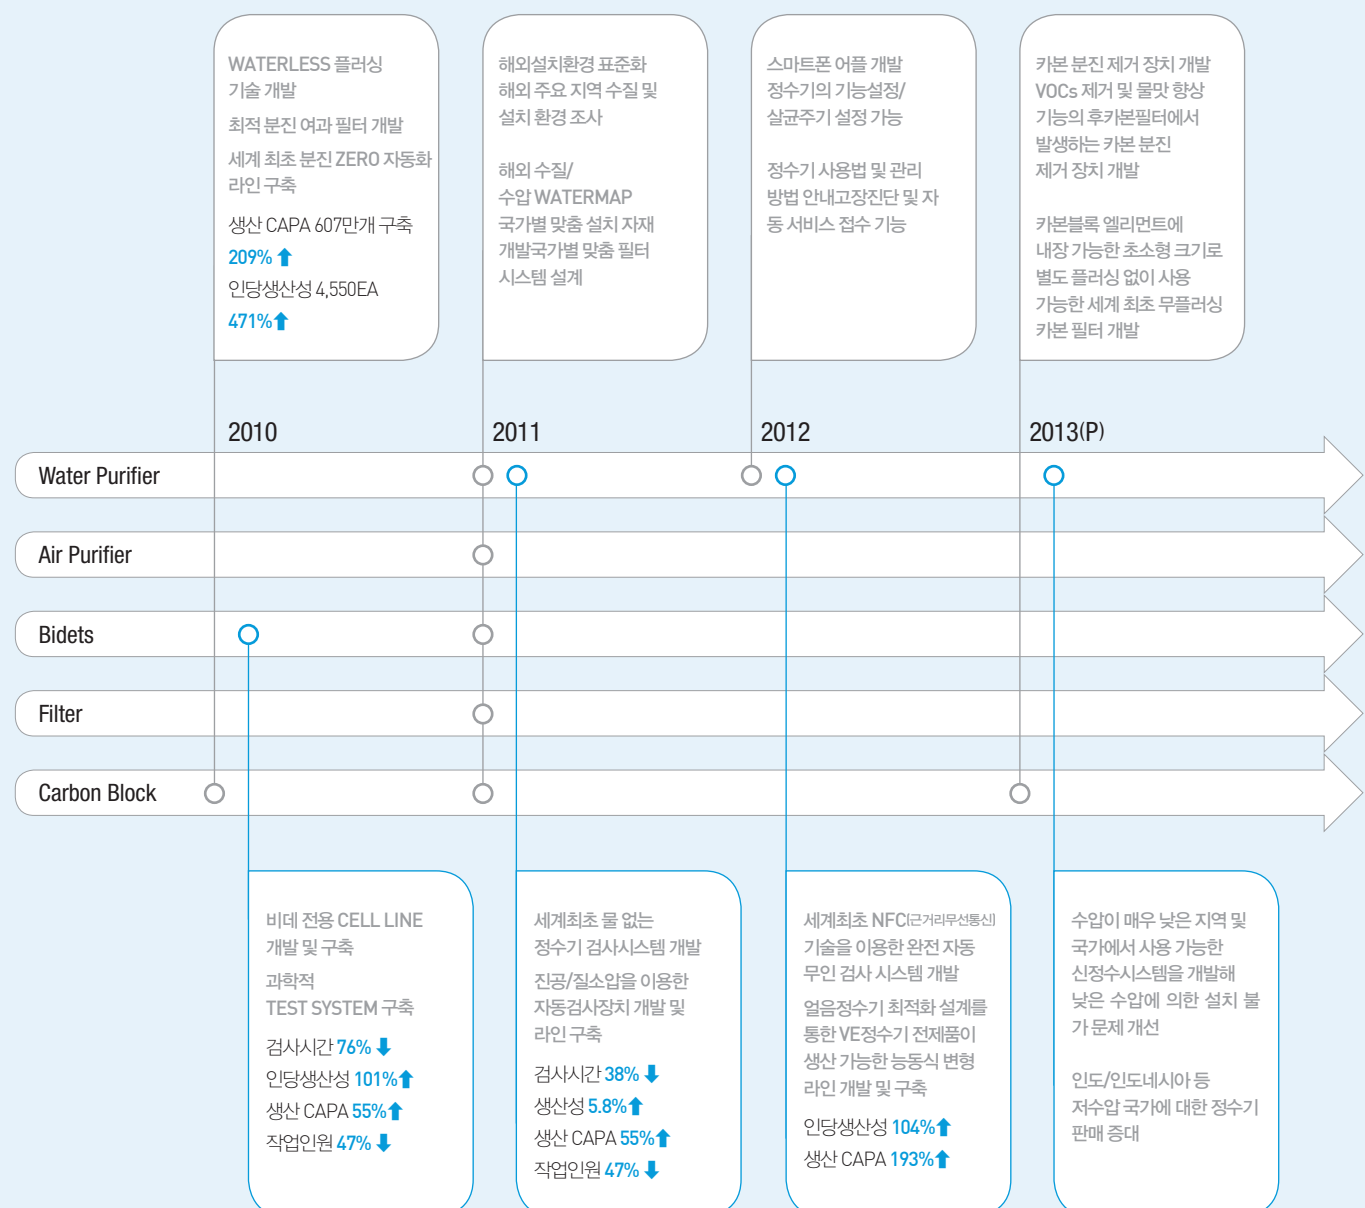 WATERLESS 플러싱
기술 개발
최적 분진 여과 필터 개발
세계 최초 분진 ZERO 자동화
라인 구축
생산 CAPA 607만개 구축
209% ⬆
인당생산성 4,550EA
471%⬆
해외설치환경 표준화
해외 주요 지역 수질 및
설치 환경 조사
해외 수질/
수압 WATERMAP
국가별 맞춤 설치 자재
개발국가별 맞춤 필터
시스템 설계
스마트폰 어플 개발
정수기의 기능설정/
살균주기 설정 가능
정수기 사용법 및 관리
방법 안내고장진단 및 자
동 서비스 접수 기능
카본 분진 제거 장치 개발
VOCs 제거 및 물맛 향상
기능의 후카본필터에서
발생하는 카본 분진
제거 장치 개발
카본블록 엘리먼트에
내장 가능한 초소형 크기로
별도 플러싱 없이 사용
가능한 세계 최초 무플러싱
카본 필터 개발
2010
2011
2012
2013(P)
Water Purifier
Air Purifier
Bidets
Filter
Carbon Block
비데 전용 CELL LINE
개발 및 구축
과학적
TEST SYSTEM 구축
검사시간 76% ⬇
인당생산성 101%⬆
생산 CAPA 55%⬆
작업인원 47% ⬇
세계최초 물 없는
정수기 검사시스템 개발
진공/질소압을 이용한
자동검사장치 개발 및
라인 구축
검사시간 38% ⬇
생산성 5.8%⬆
생산 CAPA 55%⬆
작업인원 47% ⬇
세계최초 NFC(근거리무선통신)
기술을 이용한 완전 자동
무인 검사 시스템 개발
얼음정수기 최적화 설계를
통한 VE정수기 전제품이
생산 가능한 능동식 변형
라인 개발 및 구축
인당생산성 104%⬆
생산 CAPA 193%⬆
수압이 매우 낮은 지역 및
국가에서 사용 가능한
신정수시스템을 개발해
낮은 수압에 의한 설치 불
가 문제 개선
인도/인도네시아 등
저수압 국가에 대한 정수기
판매 증대